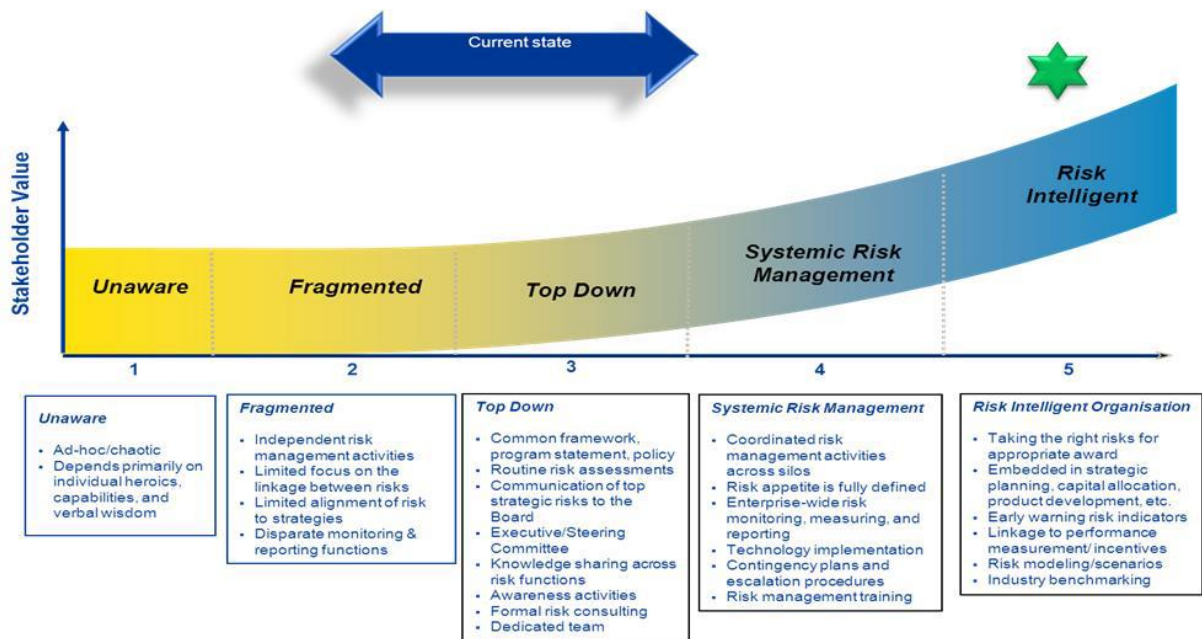 Current state
Stakeholder Value
Unaware
Fragmented
Top Down
Systemic Risk
Management
Risk
Intelligent
1
2
3
4
5
Unaware
• Ad-hoc/chaotic
• Depends primarily on
individual heroics,
capabilities, and
verbal wisdom
Fragmented
• Independent risk
management activities
• Limited focus on the
linkage between risks
• Limited alignment of risk
to strategies
• Disparate monitoring &
reporting functions
Top Down
• Common framework,
program statement, policy
• Routine risk assessments
• Communication of top
strategic risks to the
Board
• Executive/Steering
Committee
• Knowledge sharing across
risk functions
• Awareness activities
• Formal risk consulting
• Dedicated team
Systemic Risk Management
• Coordinated risk
management activities
across silos
• Risk appetite is fully defined
• Enterprise-wide risk
monitoring, measuring, and
reporting
• Technology implementation
• Contingency plans and
escalation procedures
• Risk management training
Risk Intelligent Organisation
• Taking the right risks for
appropriate award
• Embedded in strategic
planning, capital allocation,
product development, etc.
• Early warning risk indicators
• Linkage to performance
measurement/ incentives
• Risk modeling/scenarios
• Industry benchmarking